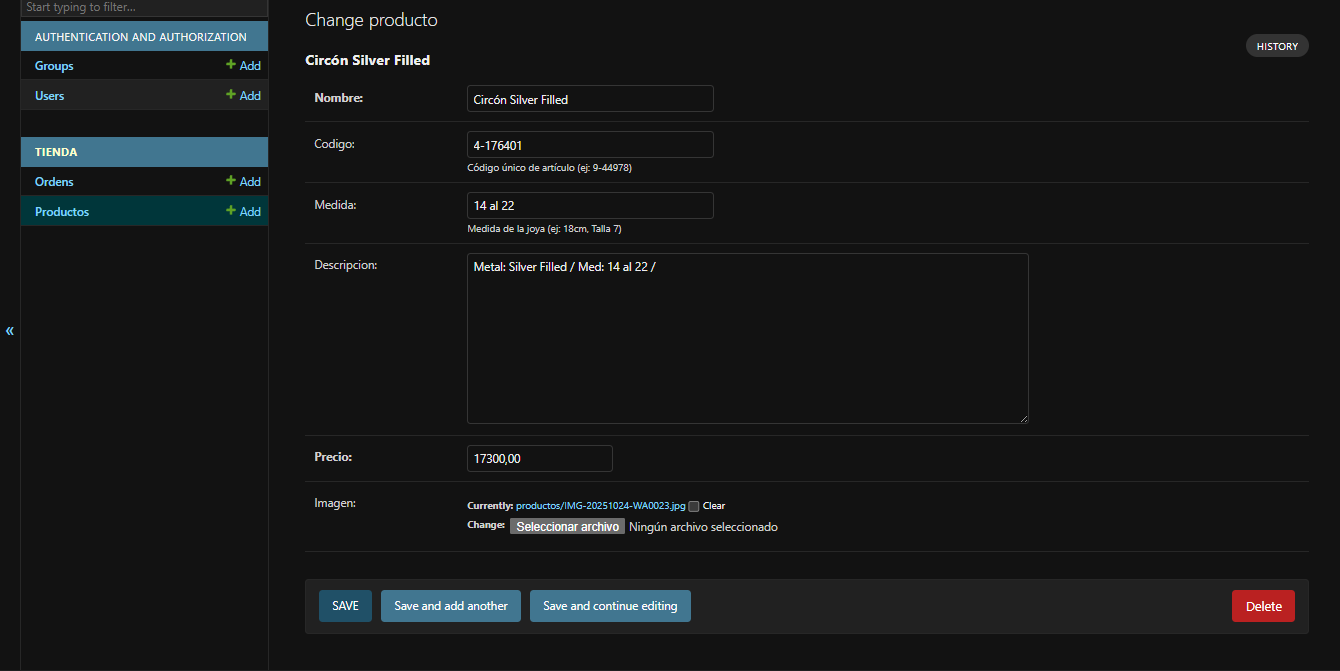 Start typing to filter...
AUTHENTICATION AND AUTHORIZATION
Groups + Add
Users + Add
TIENDA
Ordens + Add
Productos + Add
«
Change producto
HISTORY
Circón Silver Filled
Nombre: Circón Silver Filled
Codigo: 4-176401
Código único de artículo (ej: 9-44978)
Medida: 14 al 22
Medida de la joya (ej: 18cm, Talla 7)
Descripcion: Metal: Silver Filled / Med: 14 al 22 /
Precio: 17300,00
Imagen: Currently: productos/IMG-20251024-WA0023.jpg Clear
Change: Seleccionar archivo Ningún archivo seleccionado
SAVE Save and add another Save and continue editing Delete